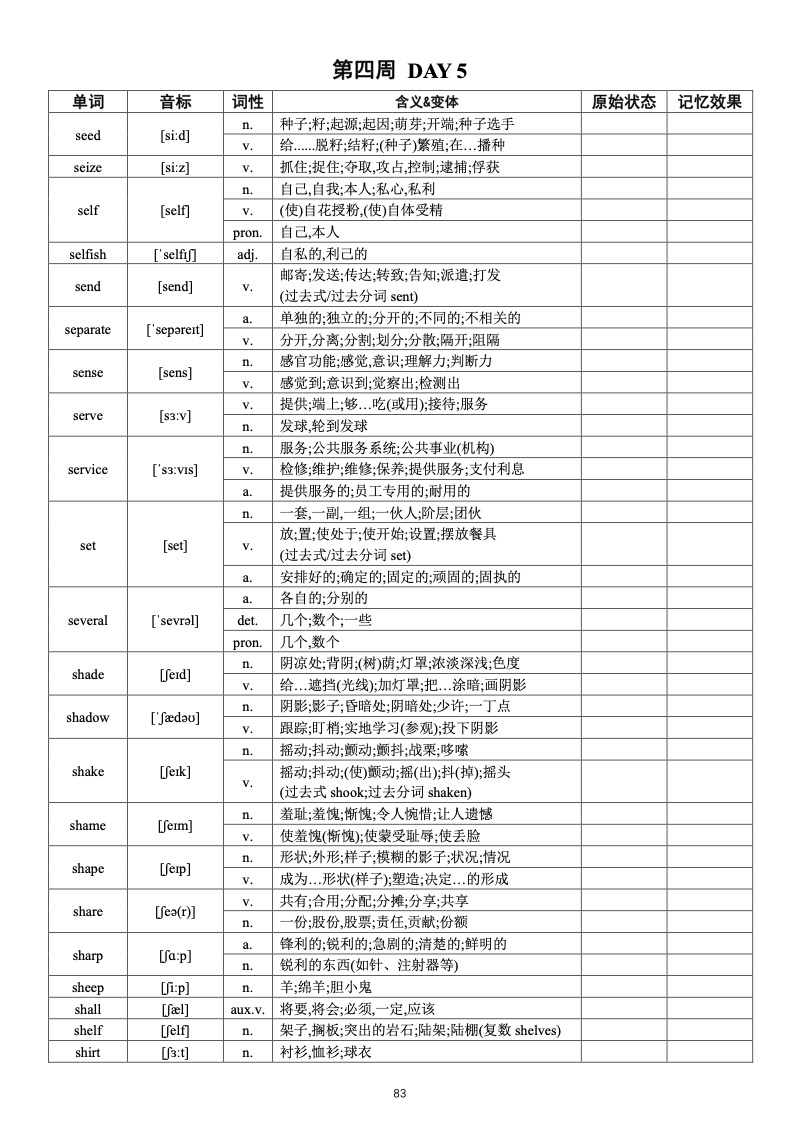 第四周 DAY 5
单词 音标 词性 含义&变体 原始状态 记忆效果
seed [si:d] n. 种子;籽;起源;起因;萌芽;开端;种子选手
v. 给......脱籽;结籽;(种子)繁殖;在…播种
seize [si:z] v. 抓住;捉住;夺取,攻占,控制;逮捕;俘获
self [self] n. 自己,自我;本人;私心,私利
v. (使)自花授粉,(使)自体受精
pron. 自己,本人
selfish [ˈselfɪʃ] adj. 自私的,利己的
send [send] v. 邮寄;发送;传达;转致;告知;派遣;打发
(过去式/过去分词 sent)
separate [ˈsepəreɪt] a. 单独的;独立的;分开的;不同的;不相关的
v. 分开,分离;分割;划分;分散;隔开;阻隔
sense [sens] n. 感官功能;感觉,意识;理解力;判断力
v. 感觉到;意识到;觉察出;检测出
serve [sɜ:v] v. 提供;端上;够…吃(或用);接待;服务
n. 发球,轮到发球
service [ˈsɜ:vɪs] n. 服务;公共服务系统;公共事业(机构)
v. 检修;维护;维修;保养;提供服务;支付利息
a. 提供服务的;员工专用的;耐用的
set [set] n. 一套,一副,一组;一伙人;阶层;团伙
v. 放;置;使处于;使开始;设置;摆放餐具
(过去式/过去分词 set)
a. 安排好的;确定的;固定的;顽固的;固执的
several [ˈsevrəl] a. 各自的;分别的
det. 几个;数个;一些
pron. 几个,数个
shade [ʃeɪd] n. 阴凉处;背阴;(树)荫;灯罩;浓淡深浅;色度
v. 给…遮挡(光线);加灯罩;把…涂暗;画阴影
shadow [ˈʃædəʊ] n. 阴影;影子;昏暗处;阴暗处;少许;一丁点
v. 跟踪;盯梢;实地学习(参观);投下阴影
shake [ʃeɪk] n. 摇动;抖动;颤动;颤抖;战栗;哆嗦
v. 摇动;抖动;(使)颤动;摇(出);抖(掉);摇头
(过去式 shook;过去分词 shaken)
shame [ʃeɪm] n. 羞耻;羞愧;惭愧;令人惋惜;让人遗憾
v. 使羞愧(惭愧);使蒙受耻辱;使丢脸
shape [ʃeɪp] n. 形状;外形;样子;模糊的影子;状况;情况
v. 成为…形状(样子);塑造;决定…的形成
share [ʃeə(r)] v. 共有;合用;分配;分摊;分享;共享
n. 一份;股份,股票;责任,贡献;份额
sharp [ʃɑ:p] a. 锋利的;锐利的;急剧的;清楚的;鲜明的
n. 锐利的东西(如针、注射器等)
sheep [ʃi:p] n. 羊;绵羊;胆小鬼
shall [ʃæl] aux.v. 将要,将会;必须,一定,应该
shelf [ʃelf] n. 架子,搁板;突出的岩石;陆架;陆棚(复数 shelves)
shirt [ʃɜ:t] n. 衬衫,恤衫;球衣
83